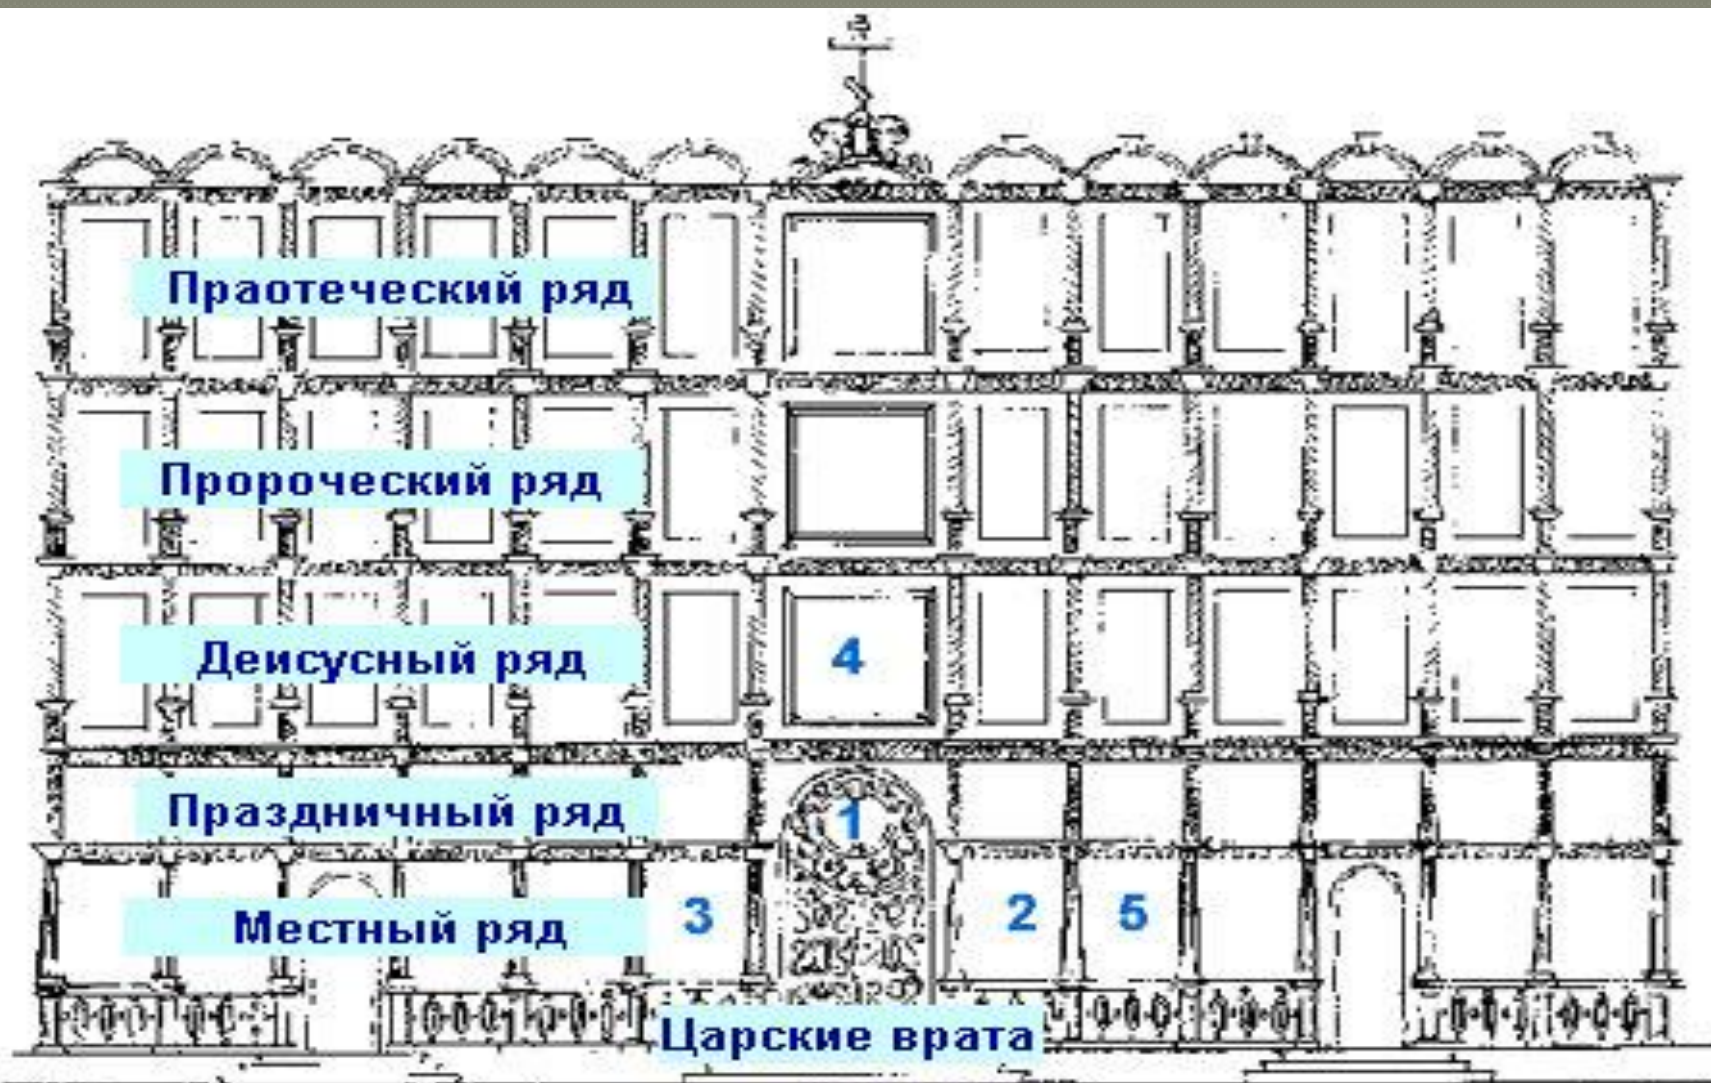 Праотеческий ряд
Пророческий ряд
Деисусный ряд
4
Праздничный ряд
1
Местный ряд
3
2
5
Царские врата